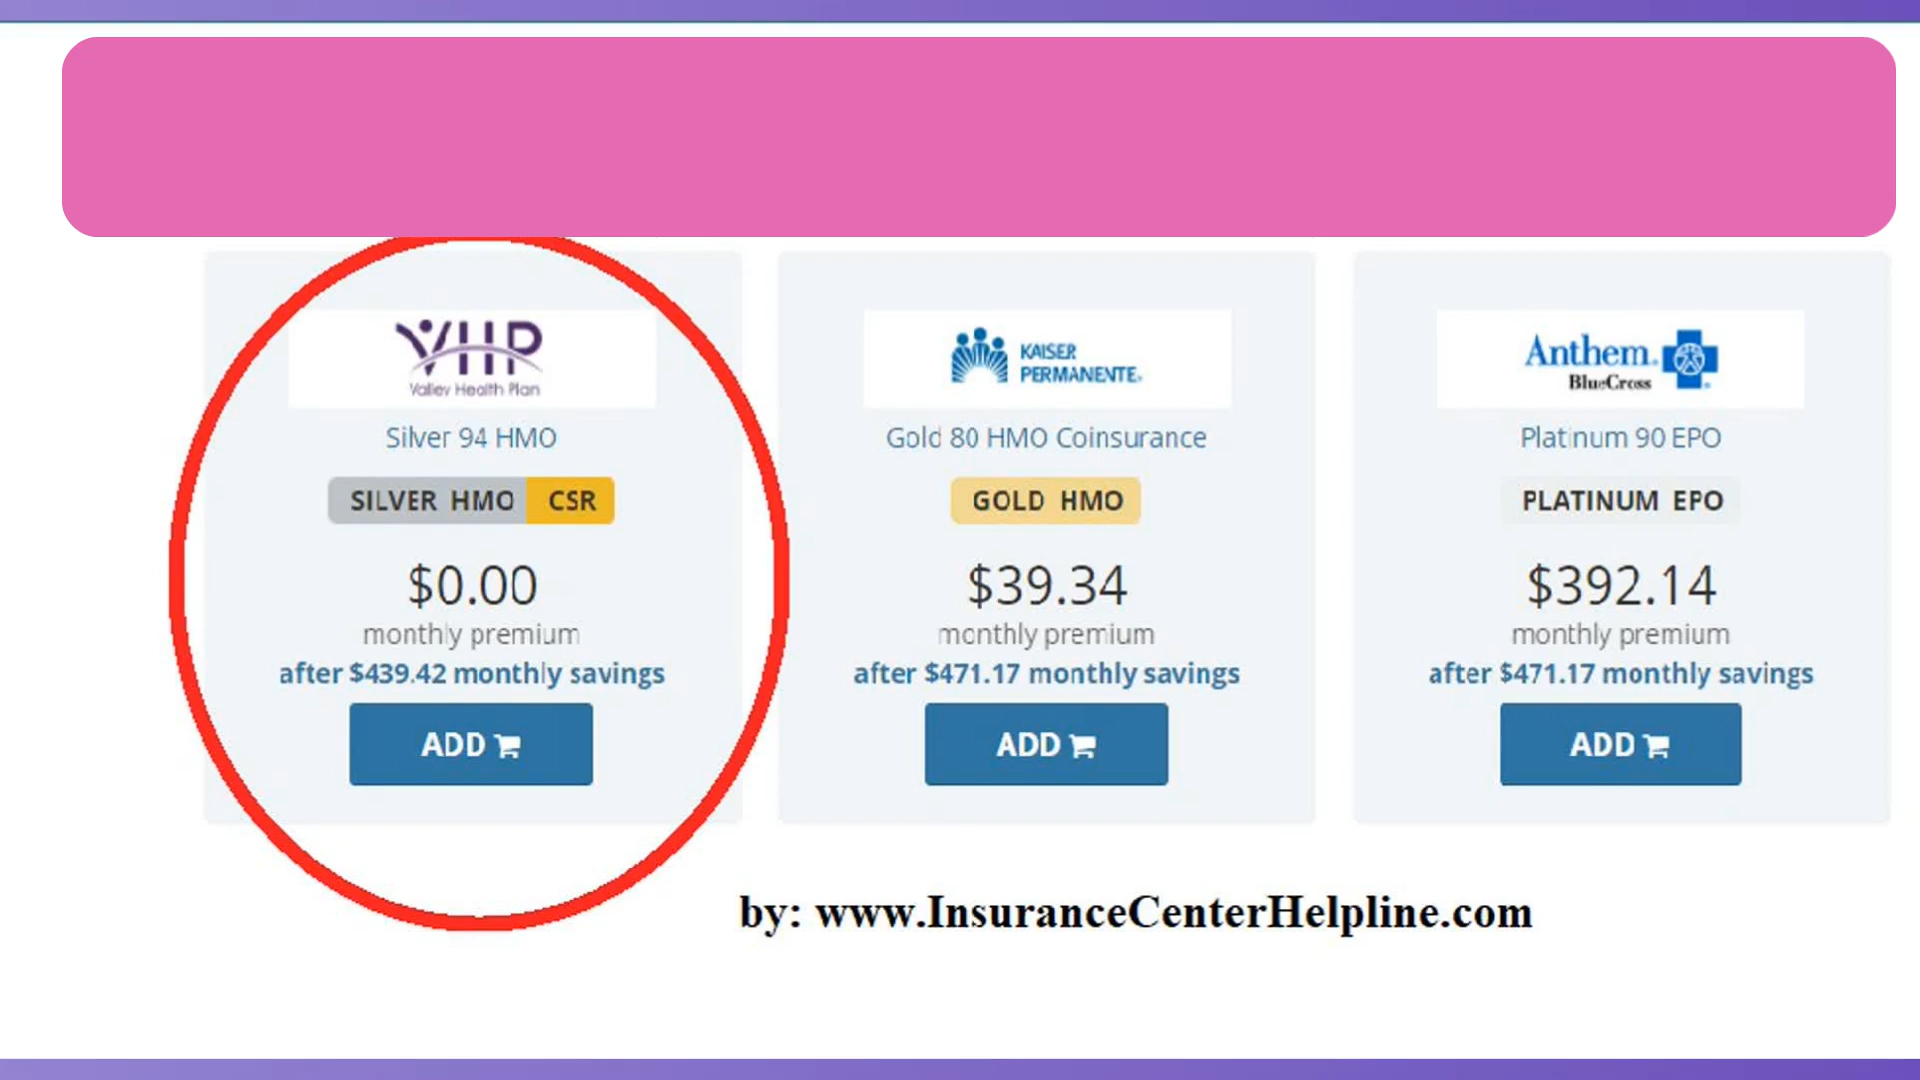 VHP
Valley Health Plan
Silver 94 HMO
SILVER HMO CSR
$0.00
monthly premium
after $439.42 monthly savings
ADD
KAISER
PERMANENTE®
Gold 80 HMO Coinsurance
GOLD HMO
$39.34
monthly premium
after $471.17 monthly savings
ADD
Anthem®
BlueCross
Platinum 90 EPO
PLATINUM EPO
$392.14
monthly premium
after $471.17 monthly savings
ADD
by: www.InsuranceCenterHelpline.com